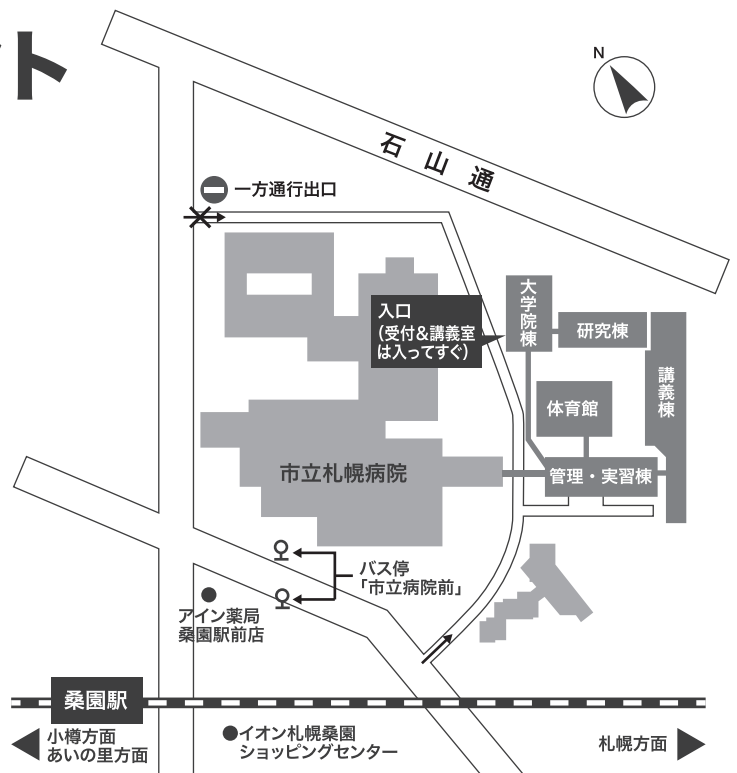 ト
N
石山通
一方通行出口
入口
(受付&講義室
は入ってすぐ)
大学院棟
研究棟
講義棟
体育館
管理・実習棟
市立札幌病院
バス停
「市立病院前」
アイン薬局
桑園駅前店
桑園駅
小樽方面
あいの里方面
イオン札幌桑園
ショッピングセンター
札幌方面